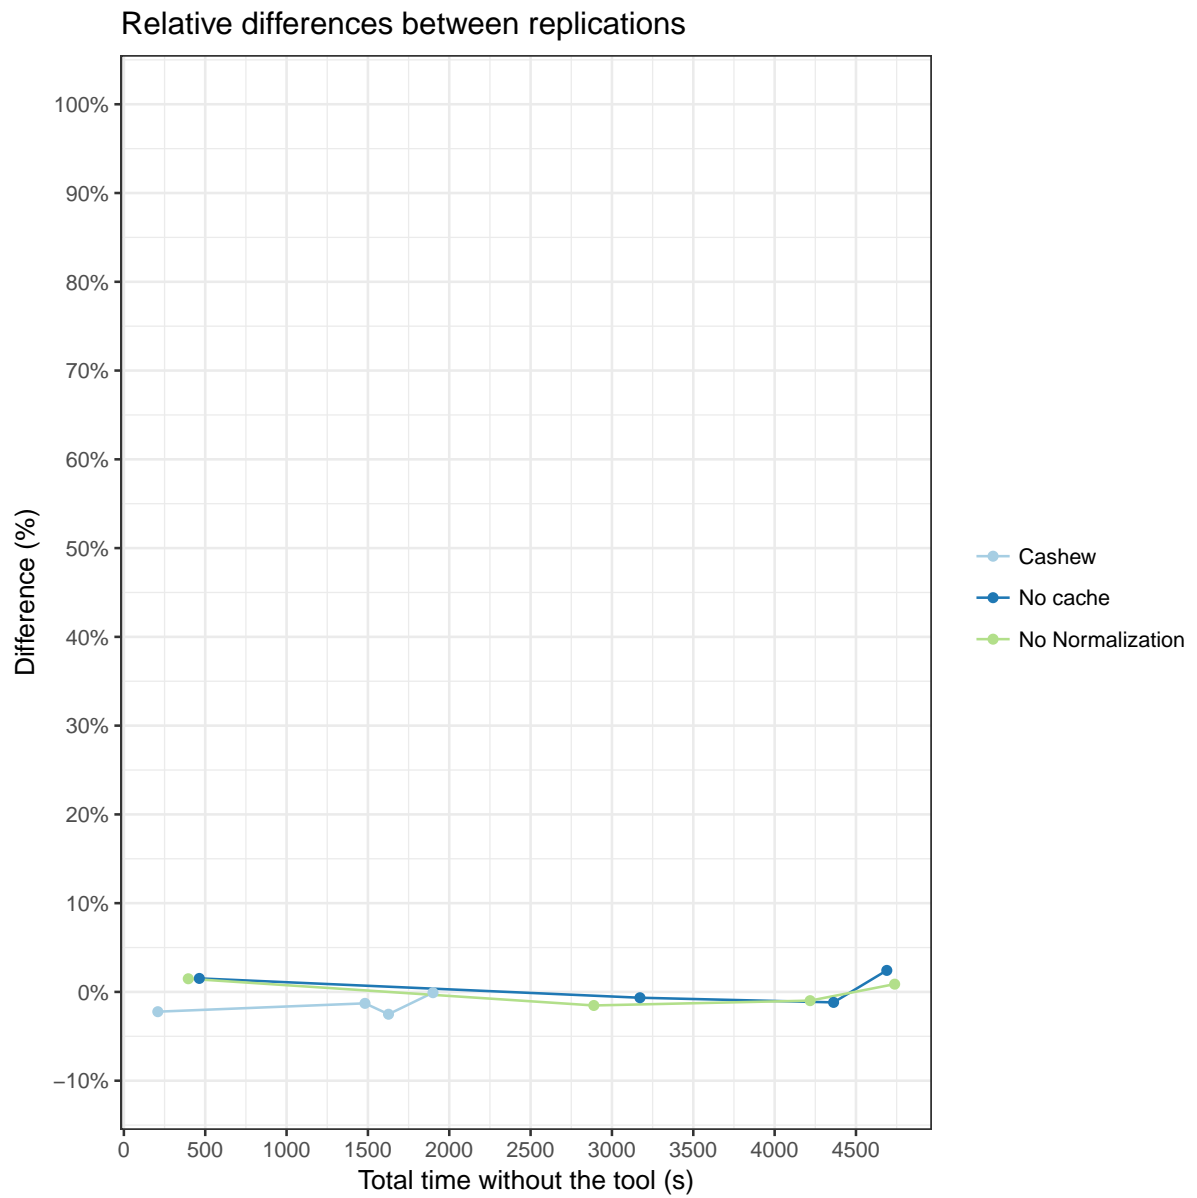 Relative differences between replications
100%
90%
80%
70%
60%
50%
40%
30%
20%
10%
0%
−10%
Difference (%)
0 500 1000 1500 2000 2500 3000 3500 4000 4500
Total time without the tool (s)
Cashew
No cache
No Normalization